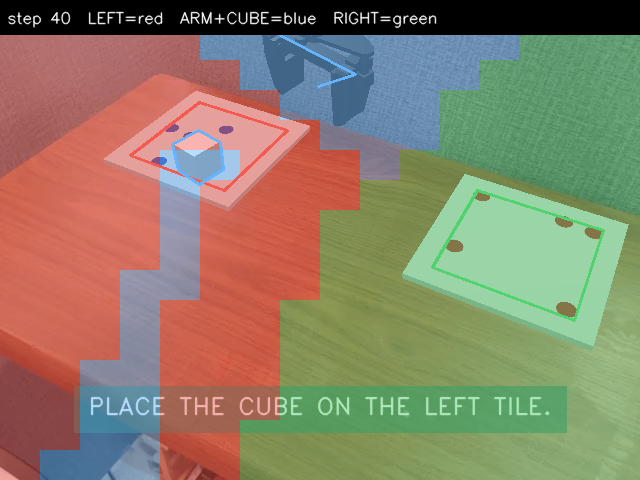 step 40 LEFT=red ARM+CUBE=blue RIGHT=green
PLACE THE CUBE ON THE LEFT TILE.